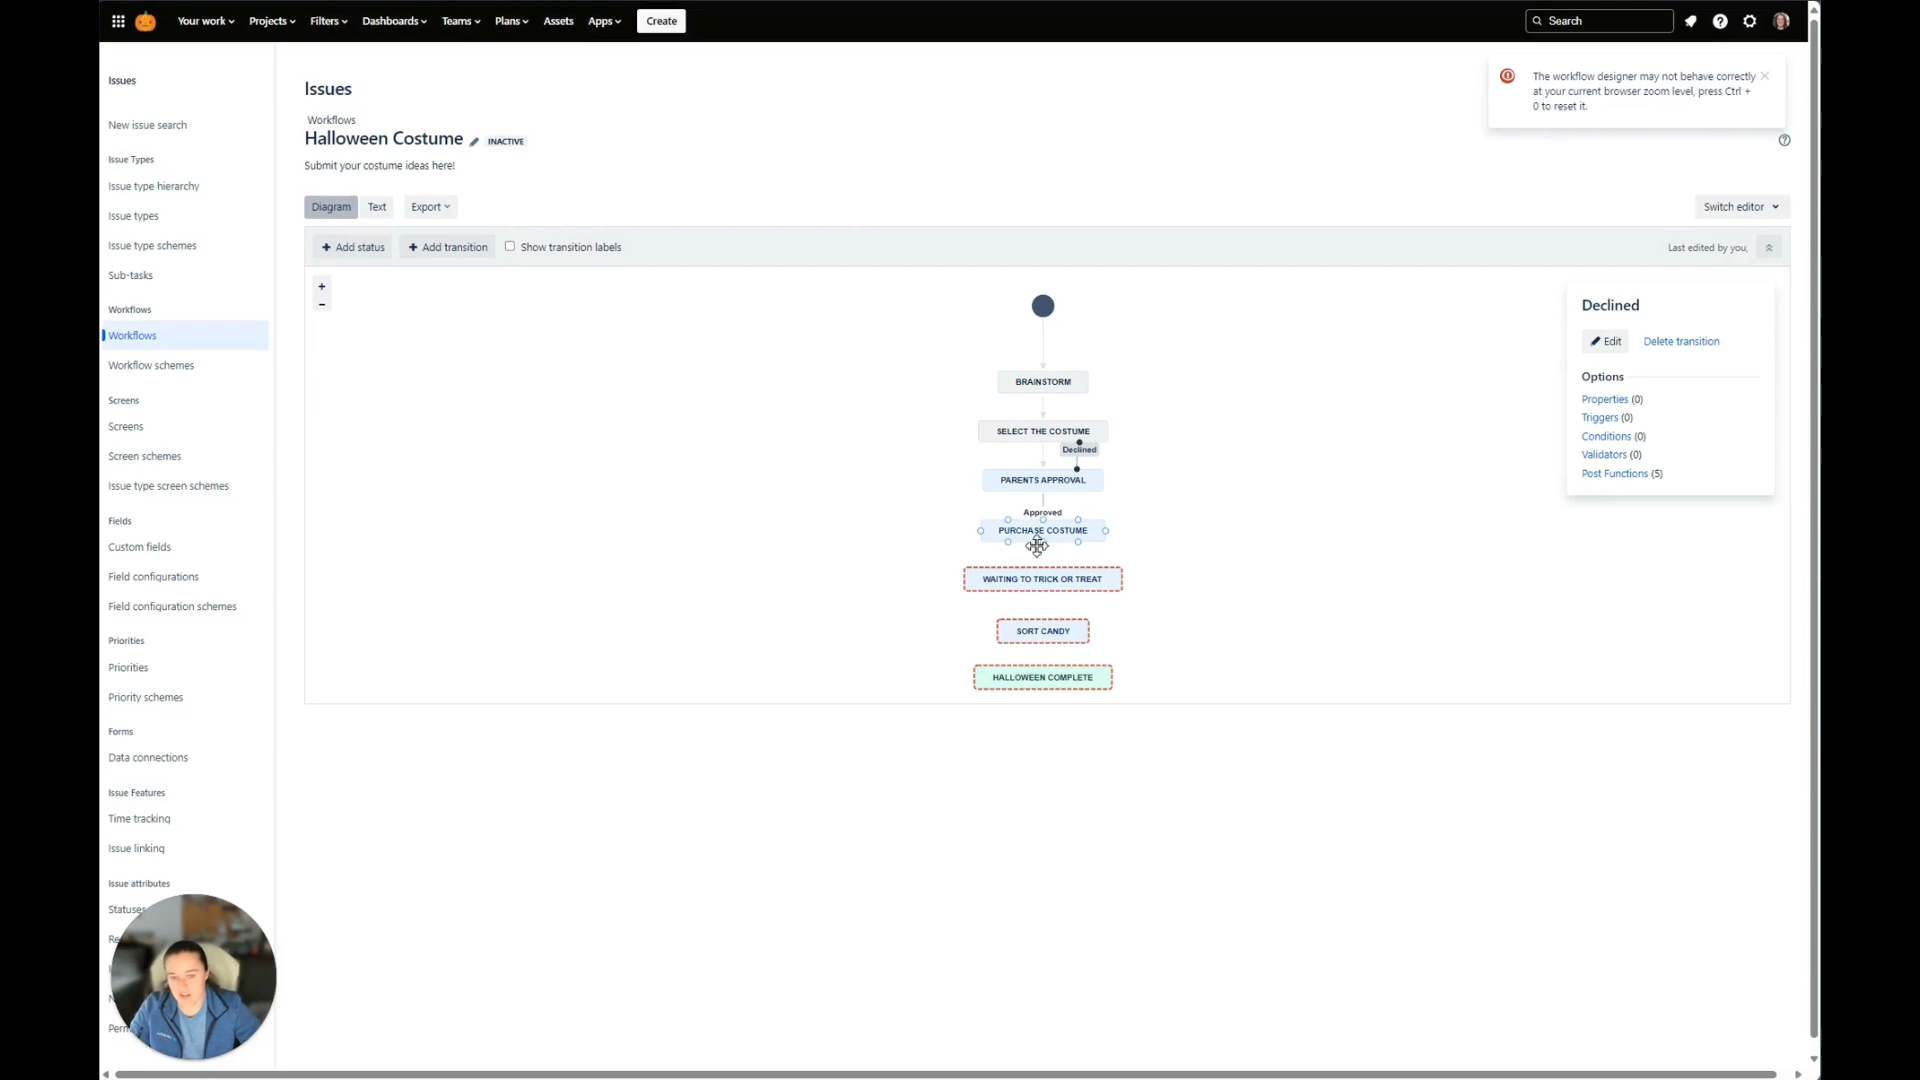 Your work
Projects
Filters
Dashboards
Teams
Plans
Assets
Apps
Create
Search
Issues
New issue search
Issue Types
Issue type hierarchy
Issue types
Issue type schemes
Sub-tasks
Workflows
Workflows
Workflow schemes
Screens
Screens
Screen schemes
Issue type screen schemes
Fields
Custom fields
Field configurations
Field configuration schemes
Priorities
Priorities
Priority schemes
Forms
Data connections
Issue Features
Time tracking
Issue linking
Issue attributes
Statuses
Issues
Workflows
Halloween Costume INACTIVE
Submit your costume ideas here!
Diagram
Text
Export
Switch editor
The workflow designer may not behave correctly
at your current browser zoom level, press Ctrl +
0 to reset it.
+ Add status
+ Add transition
Show transition labels
Last edited by you,
+
-
BRAINSTORM
SELECT THE COSTUME
Declined
PARENTS APPROVAL
Approved
PURCHASE COSTUME
WAITING TO TRICK OR TREAT
SORT CANDY
HALLOWEEN COMPLETE
Declined
Edit
Delete transition
Options
Properties (0)
Triggers (0)
Conditions (0)
Validators (0)
Post Functions (5)